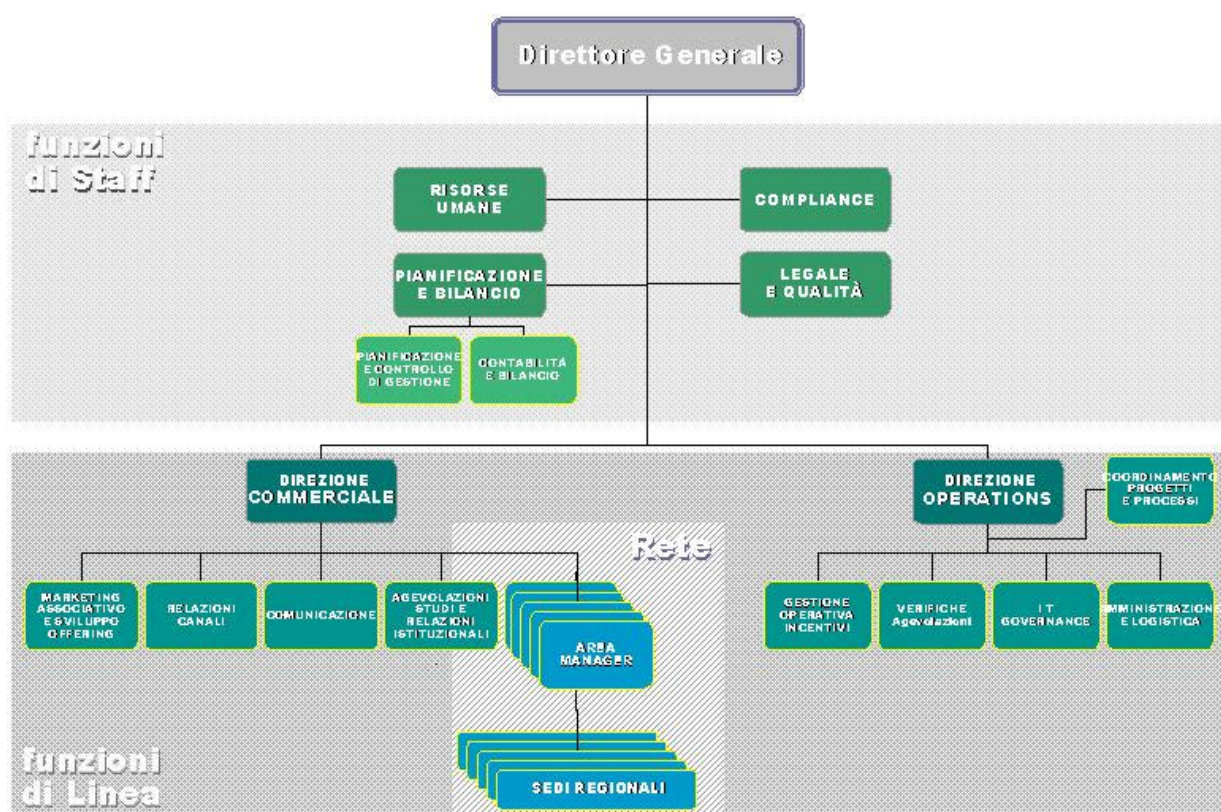 Direttore Generale
funzioni
di Staff
RISORSE
UMANE
COMPLIANCE
PIANIFICAZIONE
E BILANCIO
LEGALE
E QUALITÀ
PIANIFICAZIONE
E CONTROLLO
DI GESTIONE
CONTABILITÀ
E BILANCIO
DIREZIONE
COMMERCIALE
DIREZIONE
OPERATIONS
COORDINAMENTO
PROGETTI
E PROCESSI
Rete
MARKETING
ASSOCIATIVO
E SVILUPPO
OFFERING
RELAZIONI
CANALI
COMUNICAZIONE
AGEVOLAZIONI
STUDI E
RELAZIONI
ISTITUZIONALI
AREA
MANAGER
GESTIONE
OPERATIVA
INCENTIVI
VERIFICHE
Agevolazioni
IT
GOVERNANCE
AMMINISTRAZIONE
E LOGISTICA
SEDI REGIONALI
funzioni
di Linea